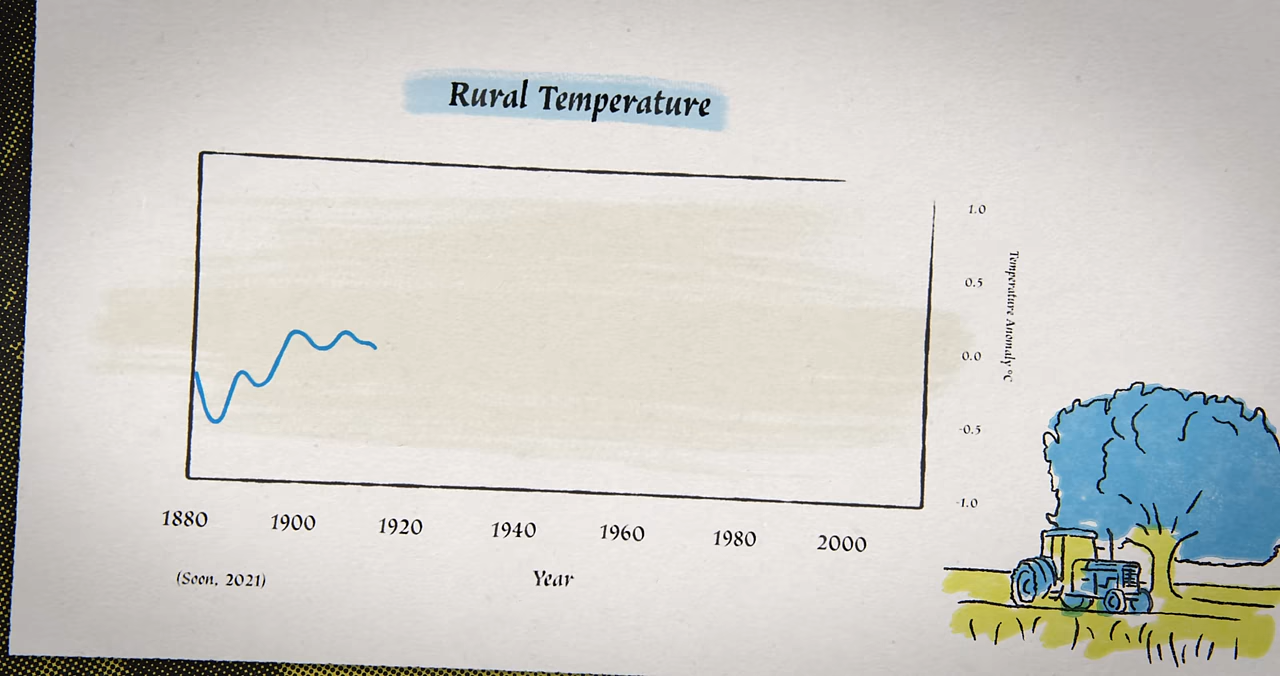 Rural Temperature
1.0
0.5
0.0
-0.5
-1.0
Temperature Anomaly °C
1880 1900 1920 1940 1960 1980 2000
Year
(Soon, 2021)